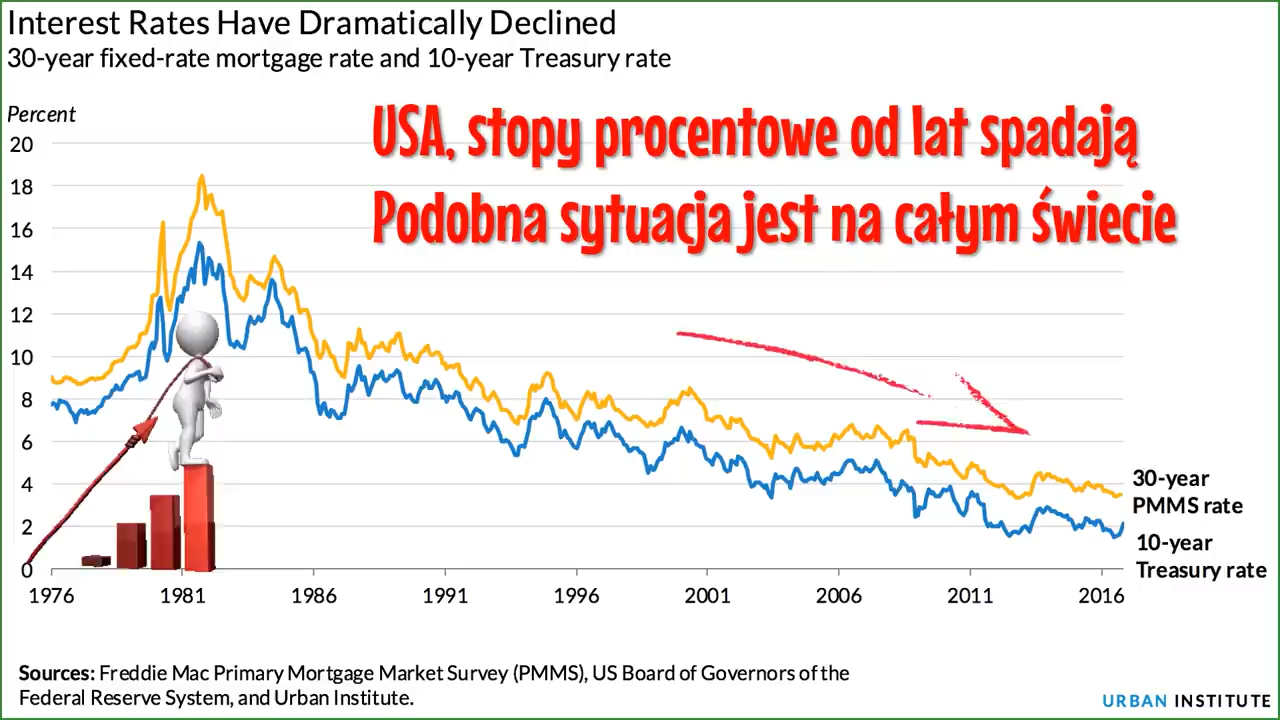 Interest Rates Have Dramatically Declined
30-year fixed-rate mortgage rate and 10-year Treasury rate
Percent
USA, stopy procentowe od lat spadają
Podobna sytuacja jest na całym świecie
20
18
16
14
12
10
8
6
4
2
0
30-year
PMMS rate
10-year
Treasury rate
1976 1981 1986 1991 1996 2001 2006 2011 2016
Sources: Freddie Mac Primary Mortgage Market Survey (PMMS), US Board of Governors of the
Federal Reserve System, and Urban Institute.
URBAN INSTITUTE